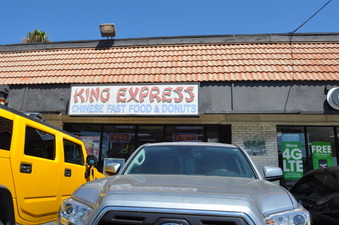 KING EXPRESS
CHINESE FAST FOOD & DONUTS
4G
LTE
FREE